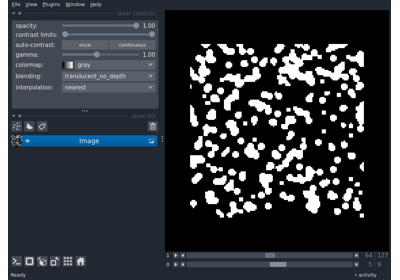 File View Plugins Window Help
layer controls
opacity: 1.00
contrast limits:
auto-contrast: once continuous
gamma: 1.00
colormap: gray
blending: translucent_no_depth
interpolation: nearest
layer list
Image
1 64 127
0 5 9
Ready activity